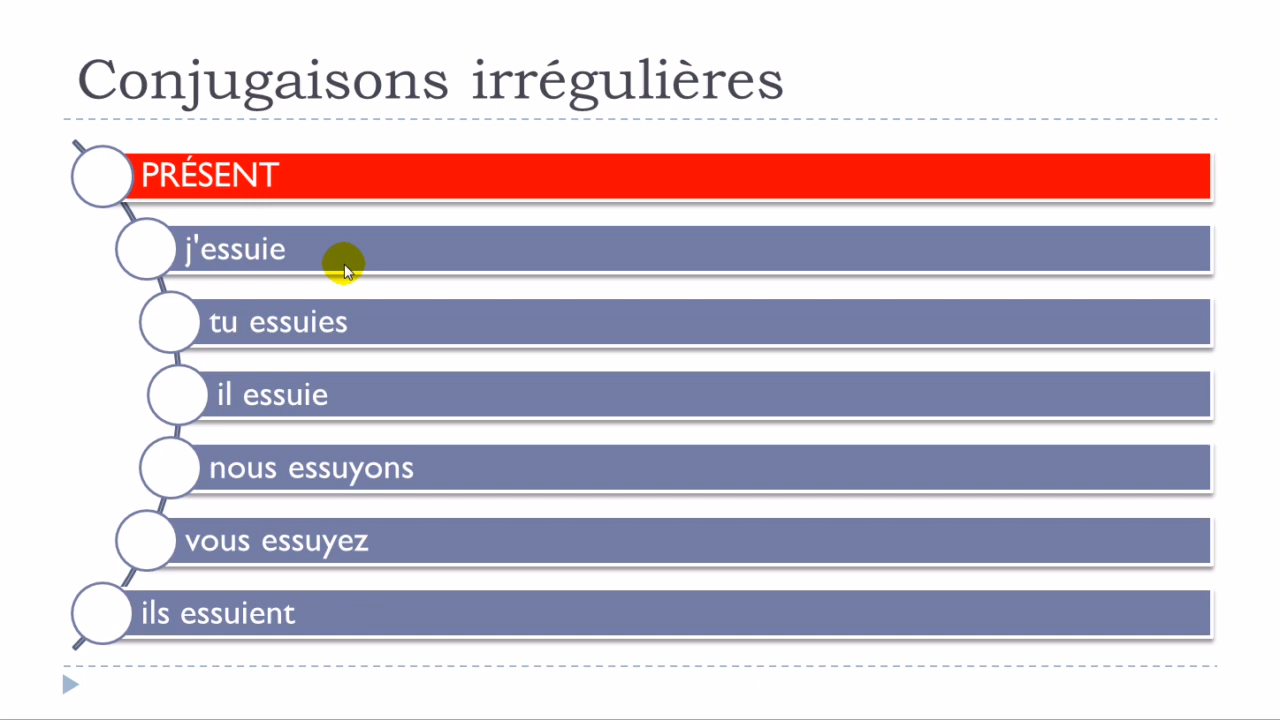 Conjugaisons irrégulières
PRÉSENT
j'essuie
tu essuies
il essuie
nous essuyons
vous essuyez
ils essuient